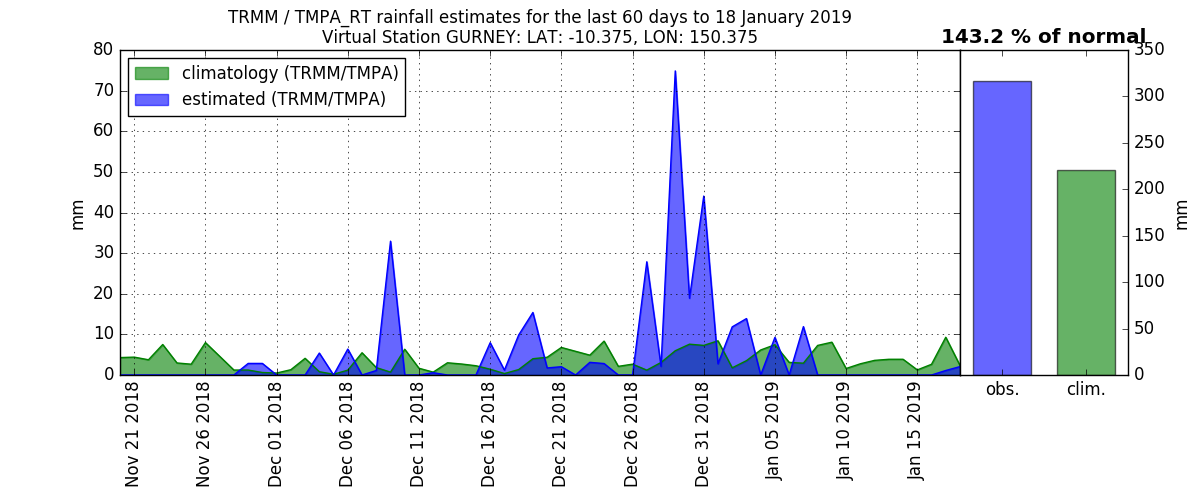 TRMM / TMPA_RT rainfall estimates for the last 60 days to 18 January 2019
Virtual Station GURNEY: LAT: -10.375, LON: 150.375
143.2 % of normal
climatology (TRMM/TMPA)
estimated (TRMM/TMPA)
mm
80
70
60
50
40
30
20
10
0
Nov 21 2018
Nov 26 2018
Dec 01 2018
Dec 06 2018
Dec 11 2018
Dec 16 2018
Dec 21 2018
Dec 26 2018
Dec 31 2018
Jan 05 2019
Jan 10 2019
Jan 15 2019
obs.
clim.
350
300
250
200
150
100
50
0
mm